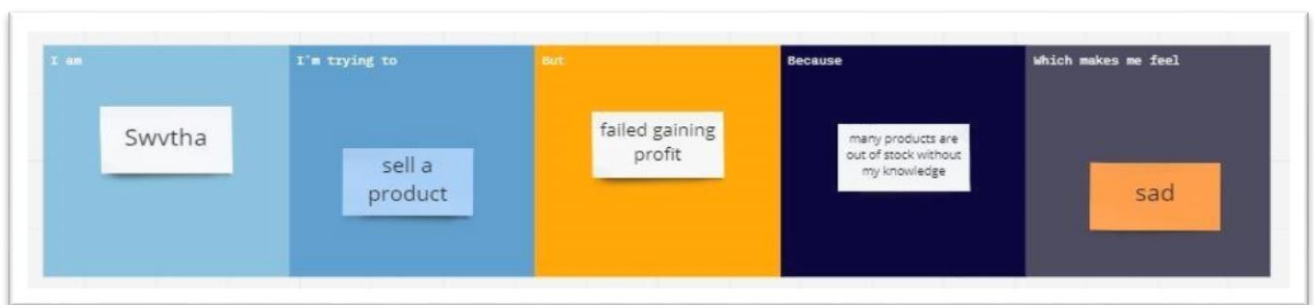 I am
Swvtha
I'm trying to
sell a
product
But
failed gaining
profit
Because
many products are
out of stock without
my knowledge
Which makes me feel
sad